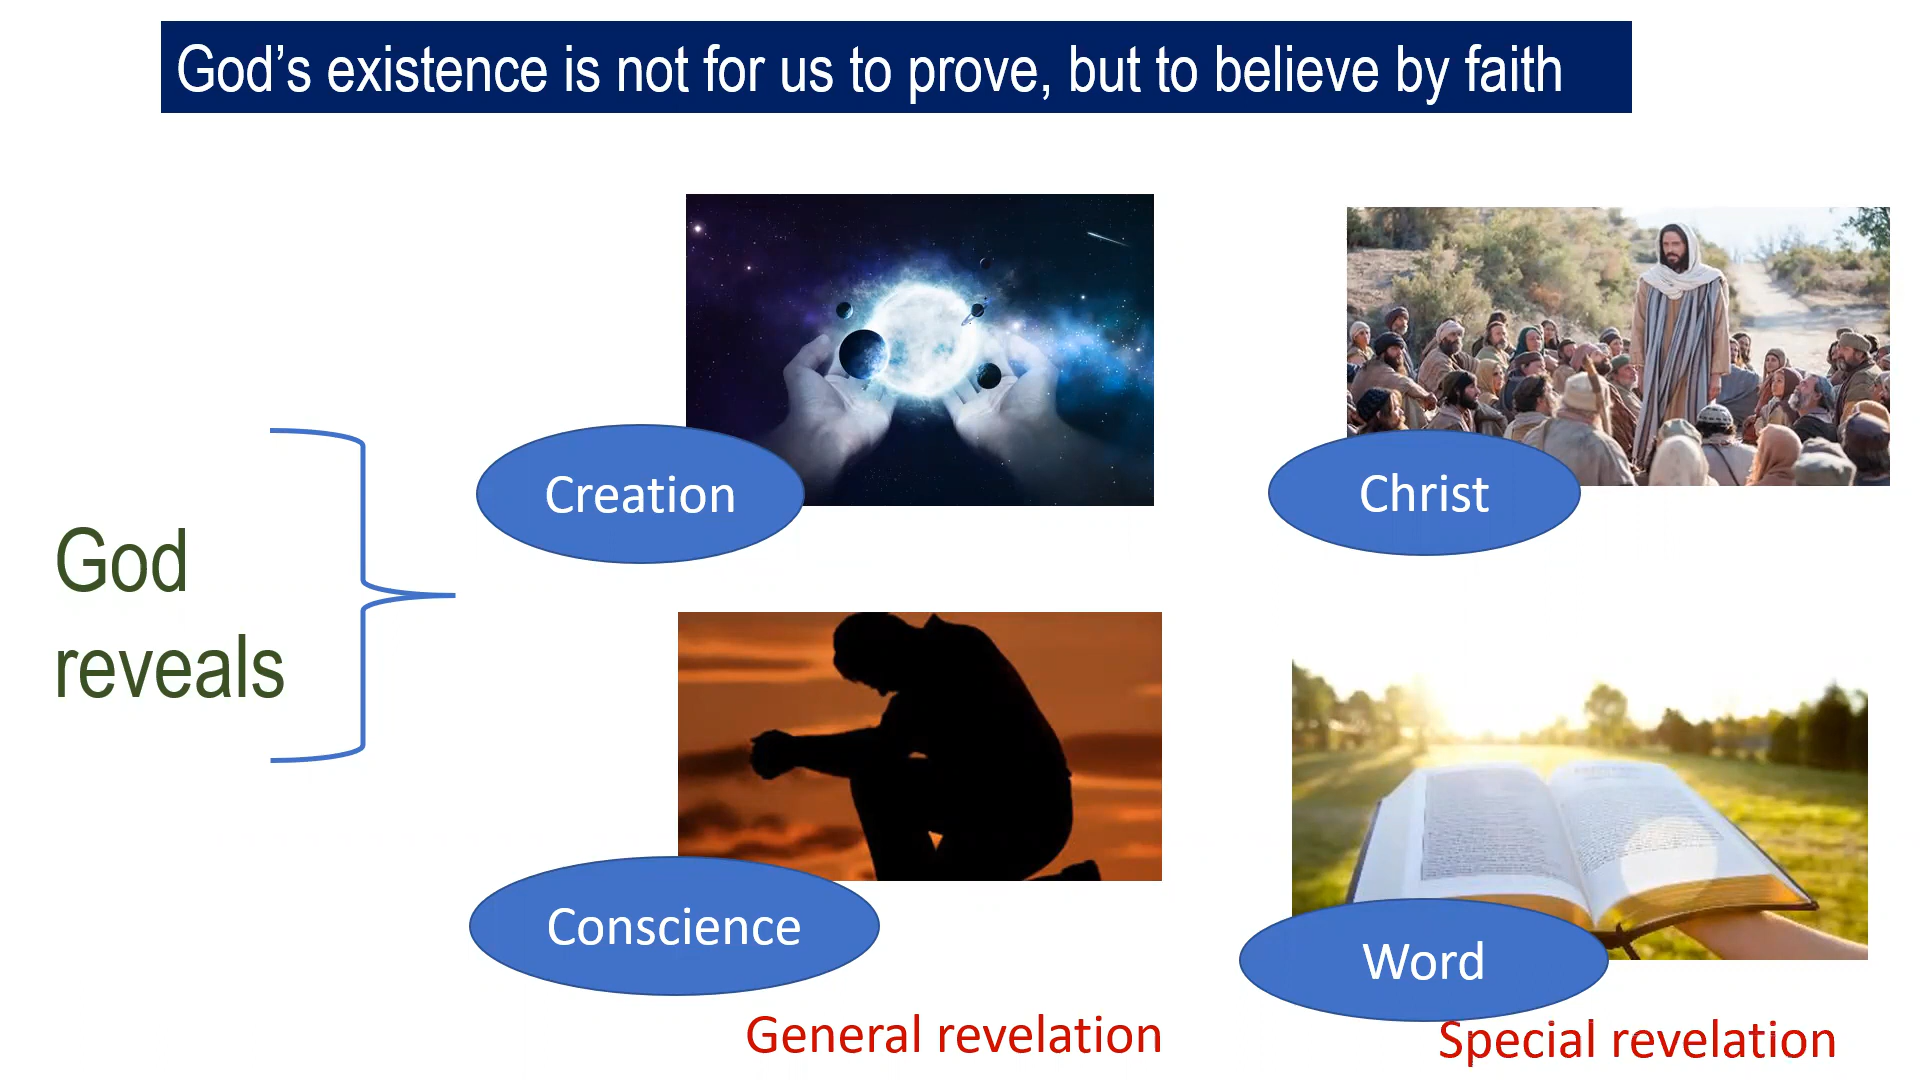 God’s existence is not for us to prove, but to believe by faith
God
reveals
Creation
Christ
Conscience
Word
General revelation
Special revelation